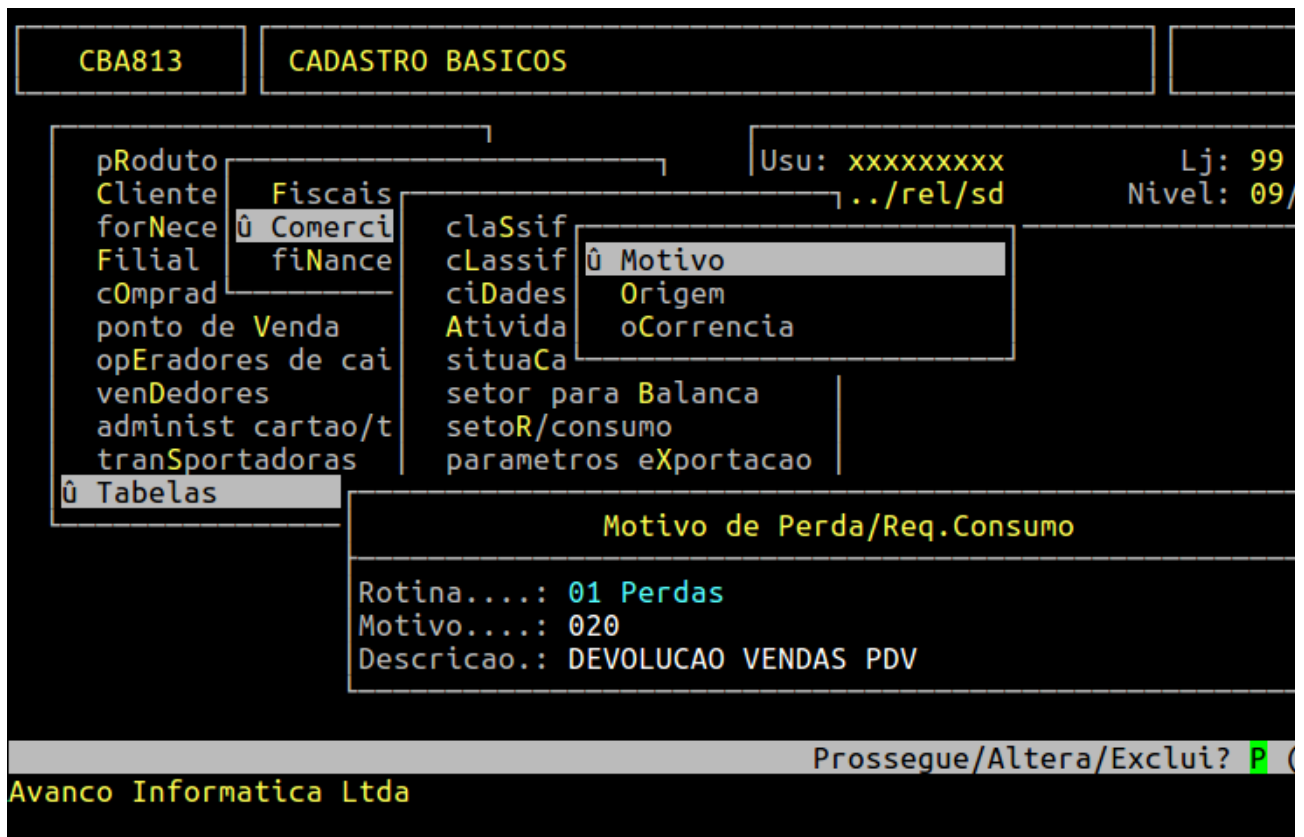 CBA813 CADASTRO BASICOS
pRoduto Usu: xxxxxxxxx Lj: 99
Cliente Fiscais ../rel/sd Nivel: 09/
forNece û Comerci claSsif
Filial fiNance cLassif û Motivo
cOmprad ciDades Origem
ponto de Venda Ativida oCorrencia
opEradores de cai situaCa
venDedores setor para Balanca
administ cartao/t setoR/consumo
tranSportadoras parametros eXportacao
û Tabelas
Motivo de Perda/Req.Consumo
Rotina....: 01 Perdas
Motivo....: 020
Descricao.: DEVOLUCAO VENDAS PDV
Prossegue/Altera/Exclui? P (
Avanco Informatica Ltda